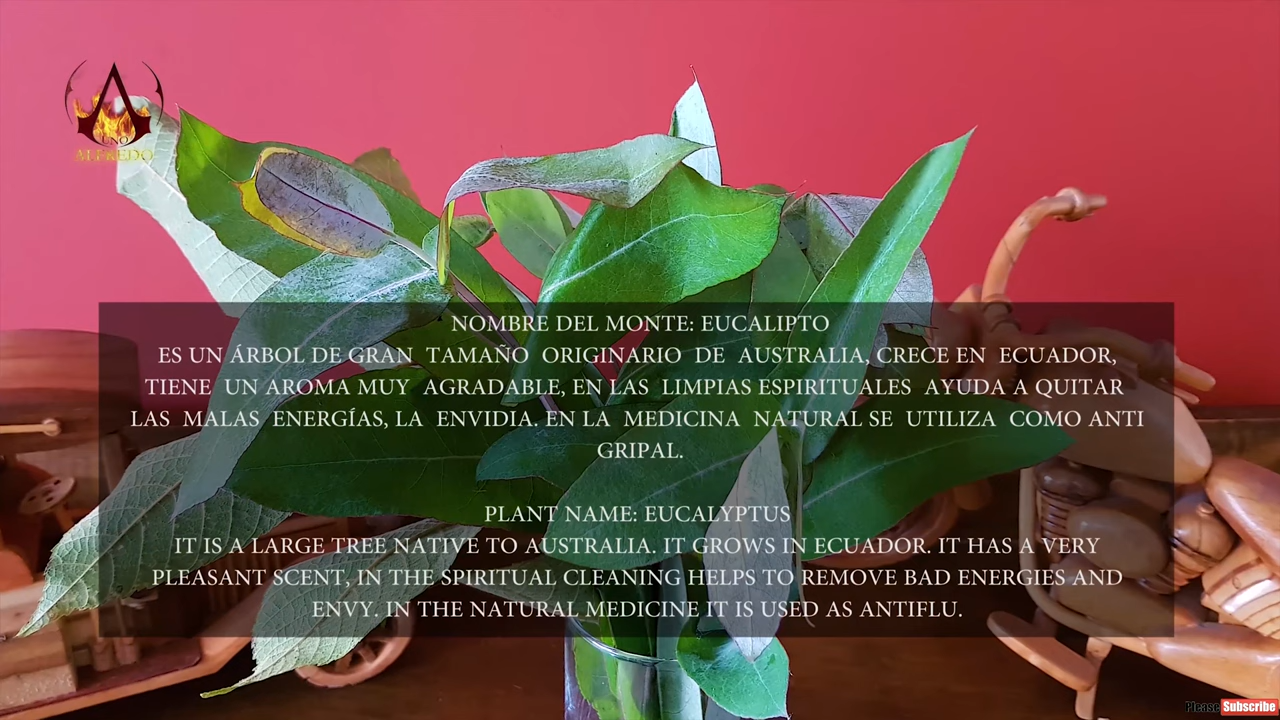 UNO
ALFREDO
NOMBRE DEL MONTE: EUCALIPTO
ES UN ÁRBOL DE GRAN TAMAÑO ORIGINARIO DE AUSTRALIA, CRECE EN ECUADOR,
TIENE UN AROMA MUY AGRADABLE, EN LAS LIMPIAS ESPIRITUALES AYUDA A QUITAR
LAS MALAS ENERGÍAS, LA ENVIDIA. EN LA MEDICINA NATURAL SE UTILIZA COMO ANTI
GRIPAL.
PLANT NAME: EUCALYPTUS
IT IS A LARGE TREE NATIVE TO AUSTRALIA. IT GROWS IN ECUADOR. IT HAS A VERY
PLEASANT SCENT, IN THE SPIRITUAL CLEANING HELPS TO REMOVE BAD ENERGIES AND
ENVY. IN THE NATURAL MEDICINE IT IS USED AS ANTIFLU.
Please Subscribe